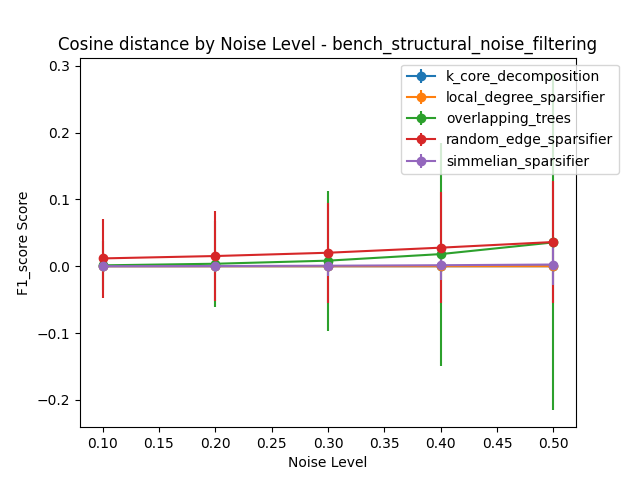 Cosine distance by Noise Level - bench_structural_noise_filtering
k_core_decomposition
local_degree_sparsifier
overlapping_trees
random_edge_sparsifier
simmelian_sparsifier
F1_score Score
0.3
0.2
0.1
0.0
−0.1
−0.2
0.10 0.15 0.20 0.25 0.30 0.35 0.40 0.45 0.50
Noise Level